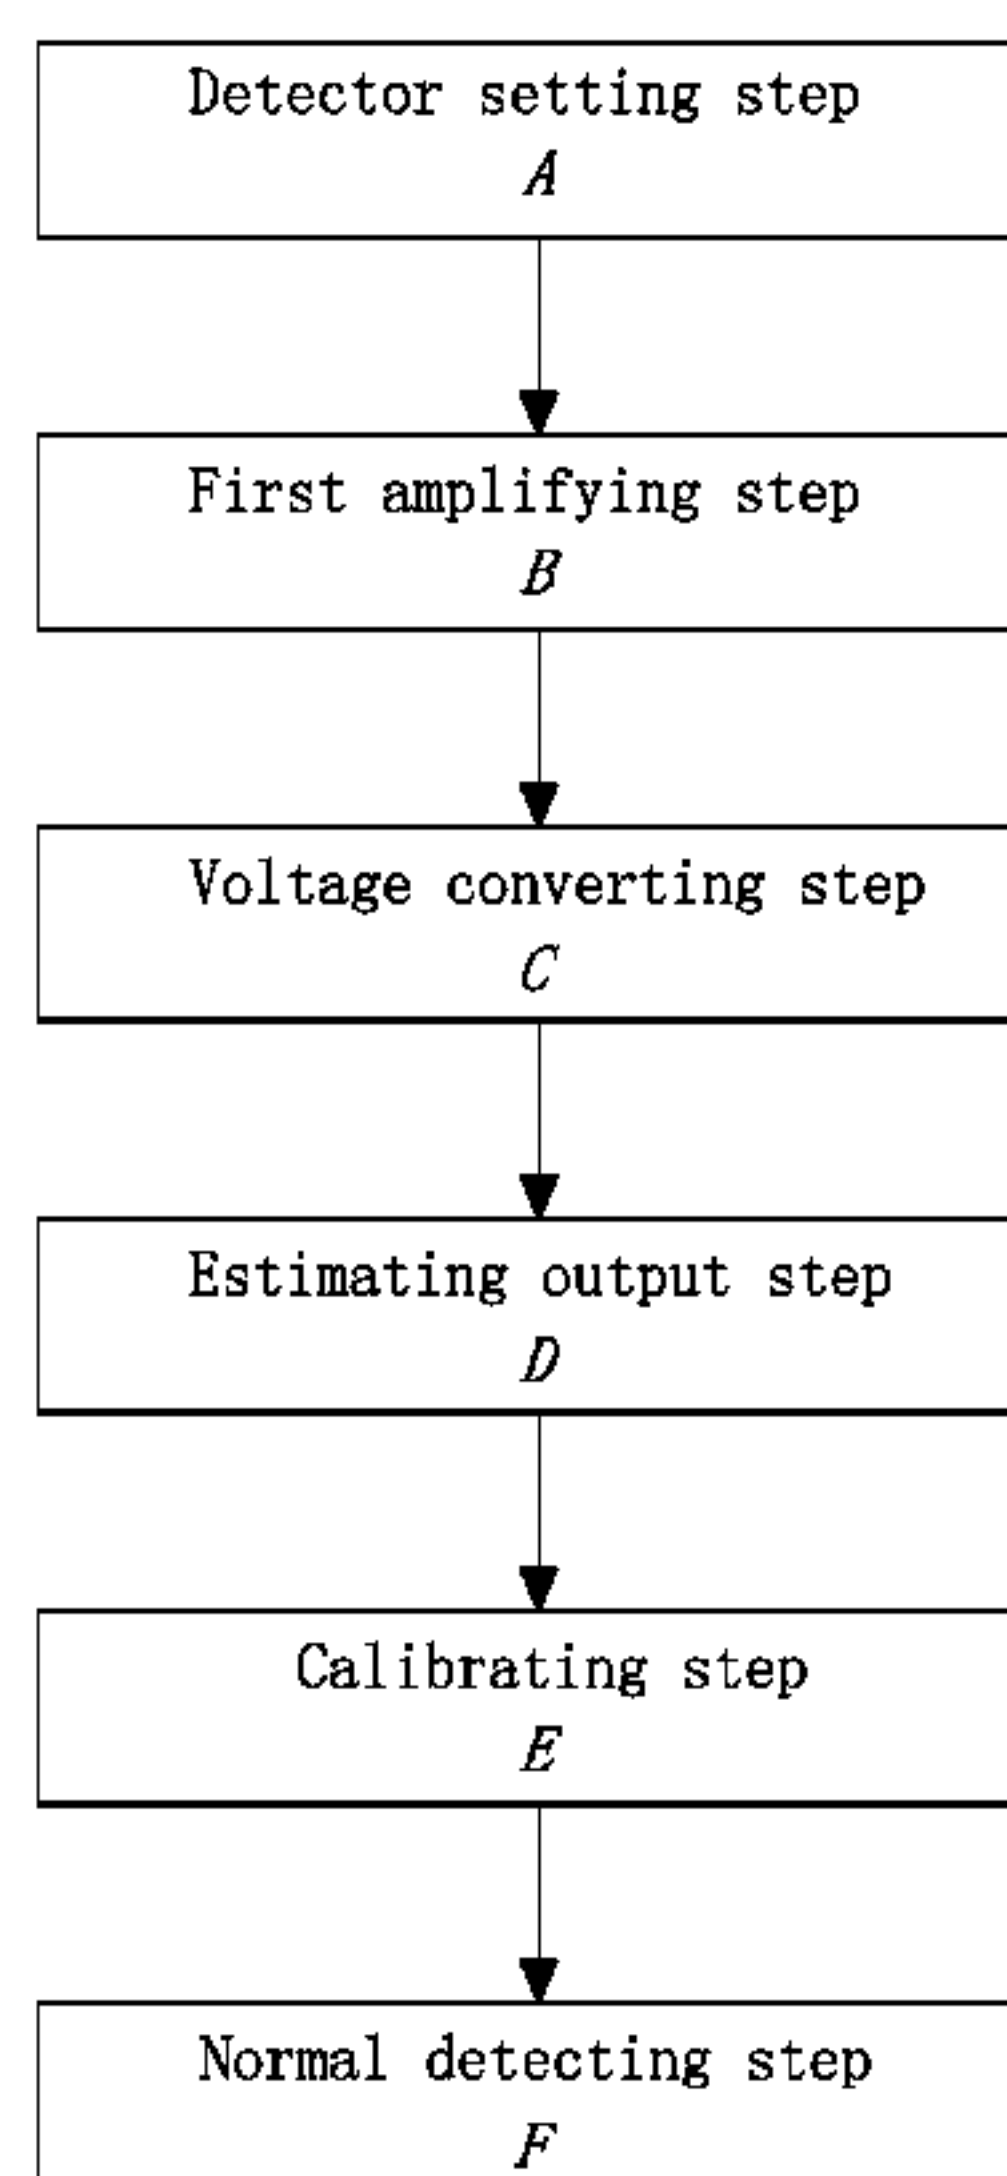 Detector setting step
A
First amplifying step
B
Voltage converting step
C
Estimating output step
D
Calibrating step
E
Normal detecting step
F